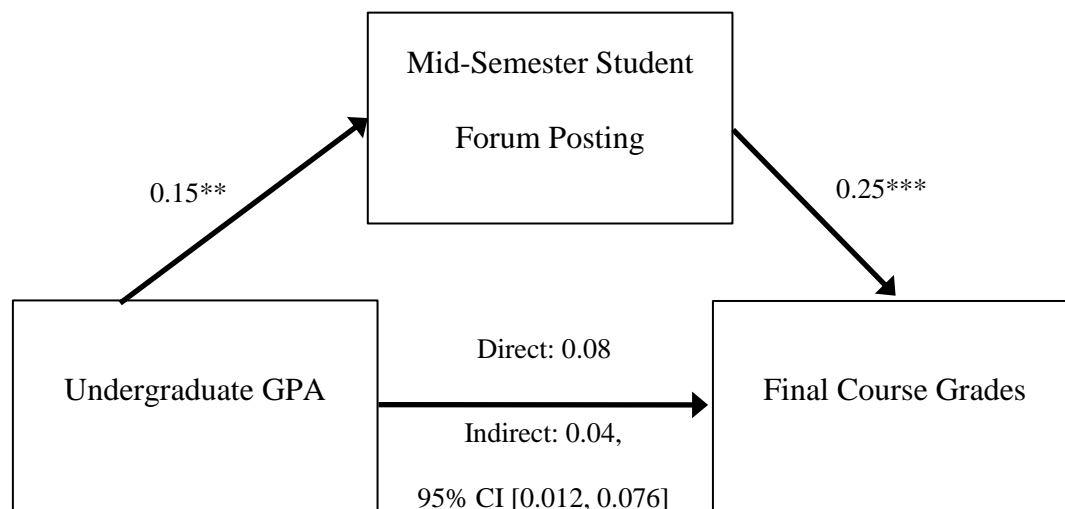 Mid-Semester Student
Forum Posting
0.15**
0.25***
Undergraduate GPA
Direct: 0.08
Indirect: 0.04,
95% CI [0.012, 0.076]
Final Course Grades